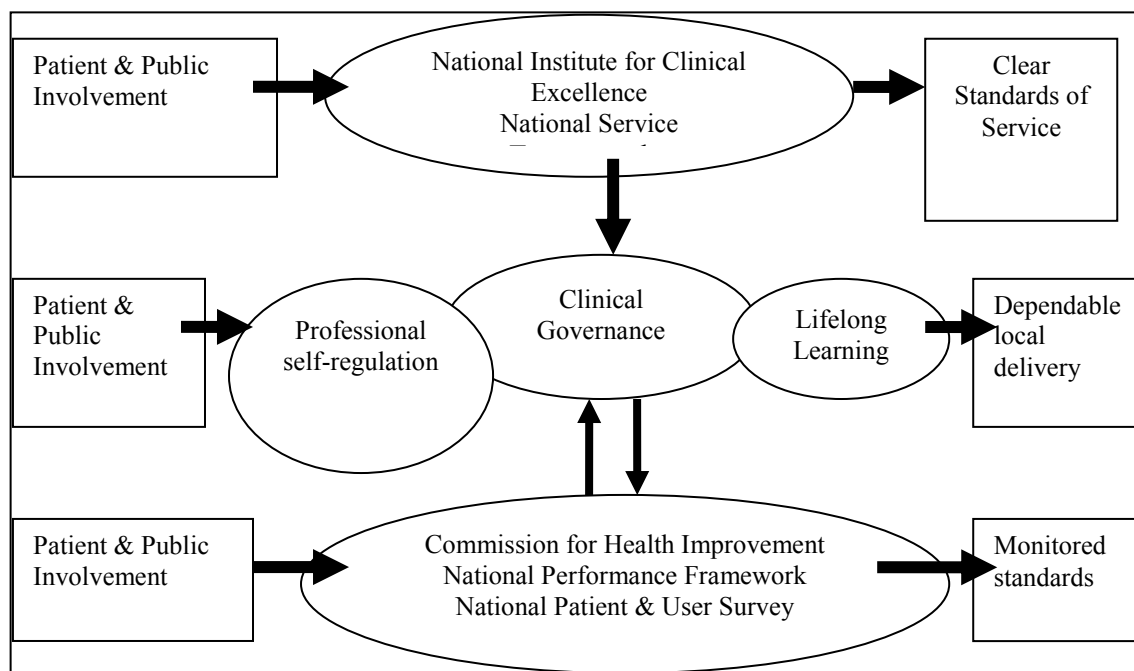 Patient & Public
Involvement
National Institute for Clinical
Excellence
National Service
Clear
Standards of
Service
Patient &
Public
Involvement
Professional
self-regulation
Clinical
Governance
Lifelong
Learning
Dependable
local
delivery
Patient & Public
Involvement
Commission for Health Improvement
National Performance Framework
National Patient & User Survey
Monitored
standards